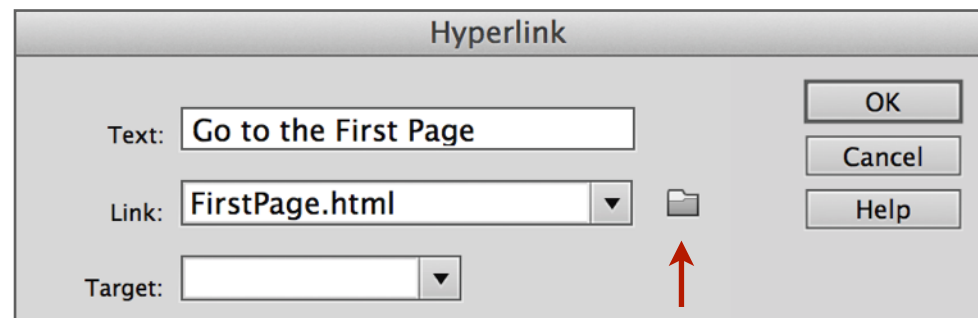 Hyperlink
Text: Go to the First Page
OK
Cancel
Link: FirstPage.html
Help
Target: